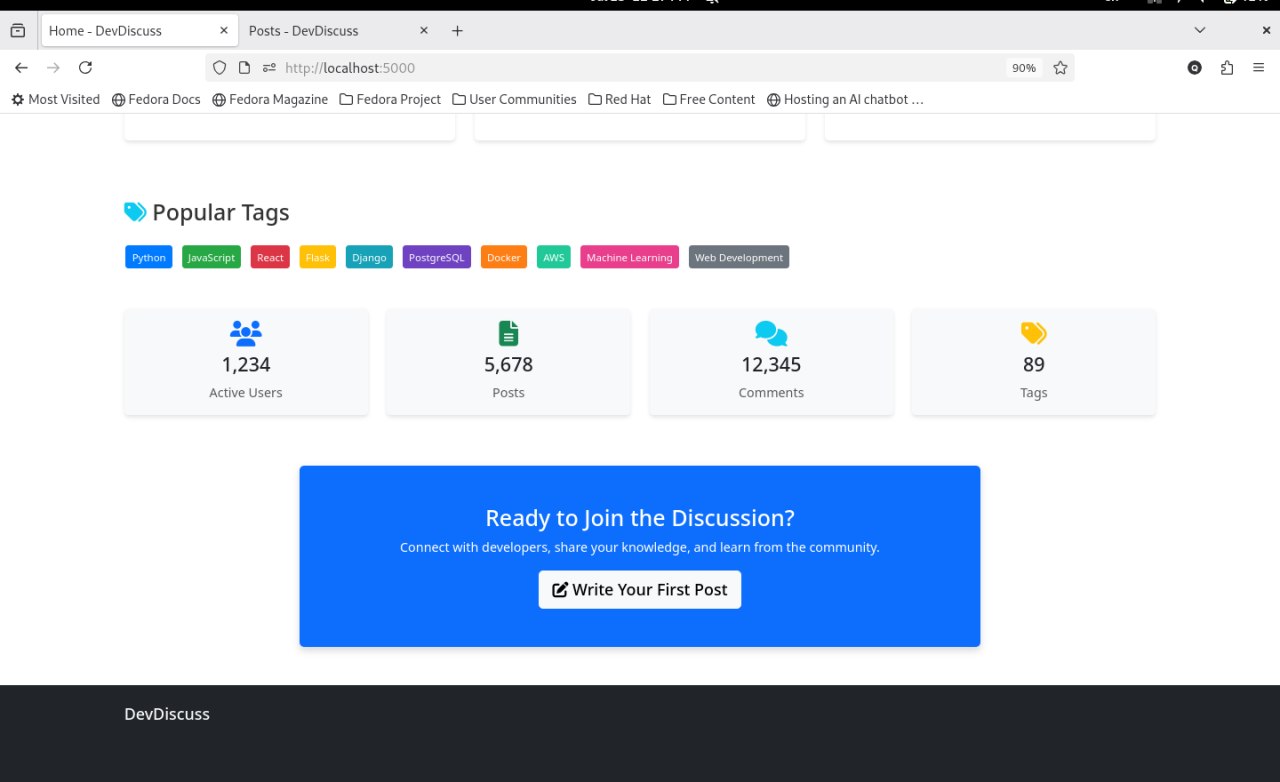 Home - DevDiscuss
Posts - DevDiscuss
http://localhost:5000
90%
Most Visited
Fedora Docs
Fedora Magazine
Fedora Project
User Communities
Red Hat
Free Content
Hosting an AI chatbot …
Popular Tags
Python JavaScript React Flask Django PostgreSQL Docker AWS Machine Learning Web Development
1,234
Active Users
5,678
Posts
12,345
Comments
89
Tags
Ready to Join the Discussion?
Connect with developers, share your knowledge, and learn from the community.
Write Your First Post
DevDiscuss